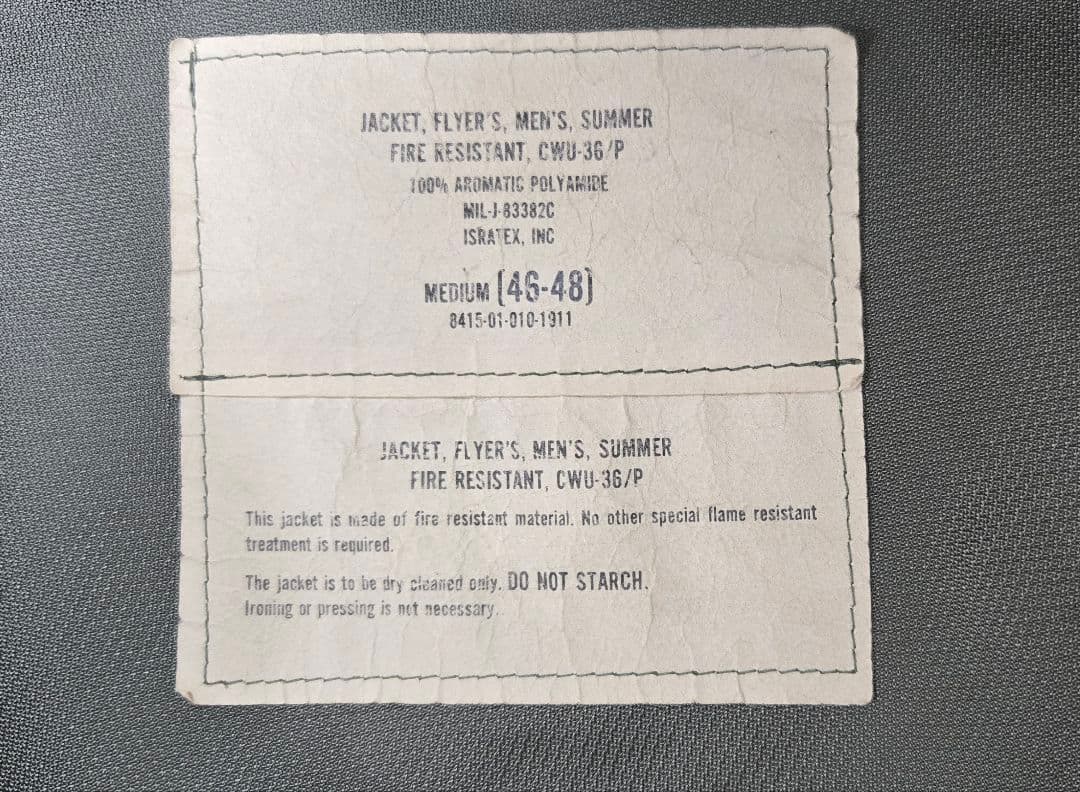 JACKET, FLYER'S, MEN'S, SUMMER
FIRE RESISTANT, CWU-36/P
100% AROMATIC POLYAMIDE
MIL-J-83382C
ISRATEX, INC
MEDIUM (46-48)
8415-01-010-1911
JACKET, FLYER'S, MEN'S, SUMMER
FIRE RESISTANT, CWU-36/P
This jacket is made of fire resistant material. No other special flame resistant
treatment is required.
The jacket is to be dry cleaned only. DO NOT STARCH.
Ironing or pressing is not necessary.